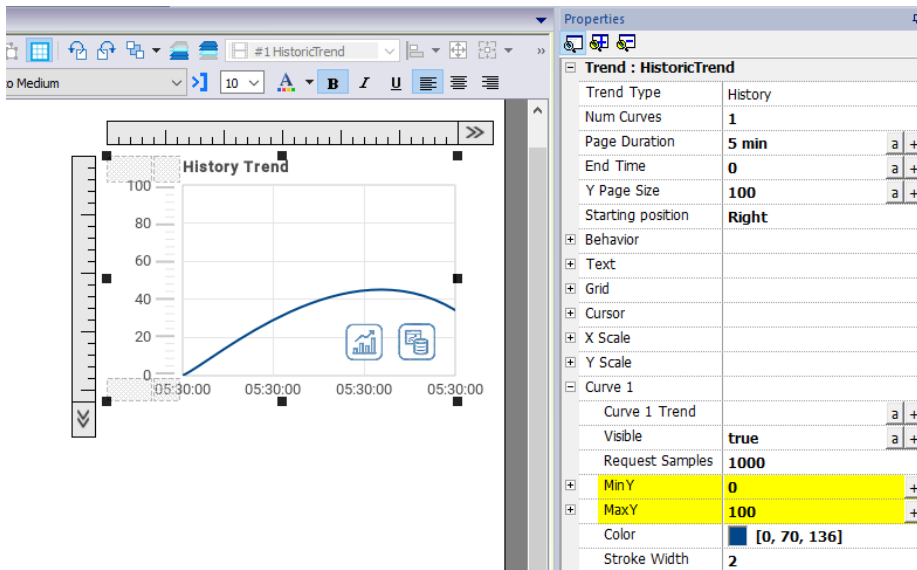 Properties
#1 HistoricTrend
o Medium
10
A
B
I
U
History Trend
100
80
60
40
20
0
05:30:00 05:30:00 05:30:00 05:30:00
Trend : HistoricTrend
Trend Type History
Num Curves 1
Page Duration 5 min a +
End Time 0 a +
Y Page Size 100 a +
Starting position Right
Behavior
Text
Grid
Cursor
X Scale
Y Scale
Curve 1
Curve 1 Trend a +
Visible true a +
Request Samples 1000
MinY 0 +
MaxY 100 +
Color [0, 70, 136]
Stroke Width 2